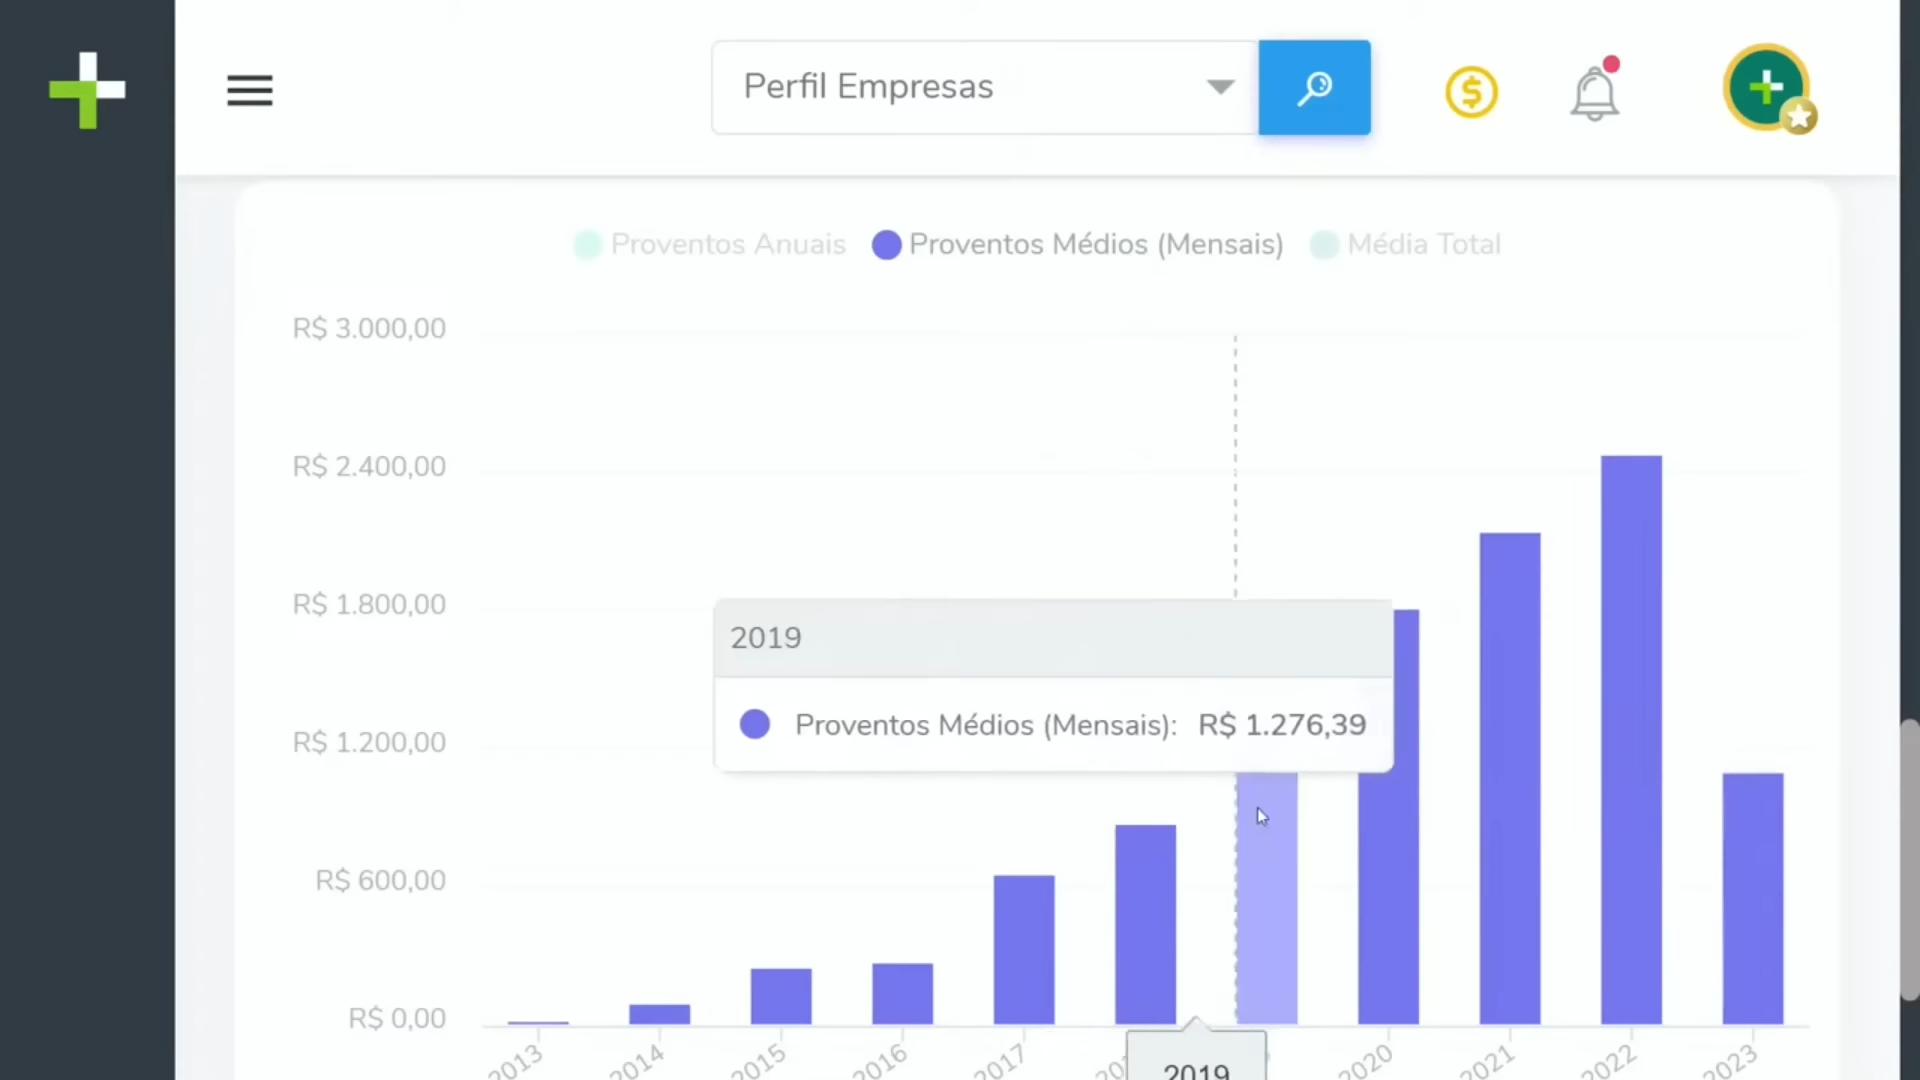 Perfil Empresas
Proventos Anuais
Proventos Médios (Mensais)
Média Total
R$ 3.000,00
R$ 2.400,00
R$ 1.800,00
R$ 1.200,00
R$ 600,00
R$ 0,00
2019
Proventos Médios (Mensais): R$ 1.276,39
2013
2014
2015
2016
2017
2019
2020
2021
2022
2023